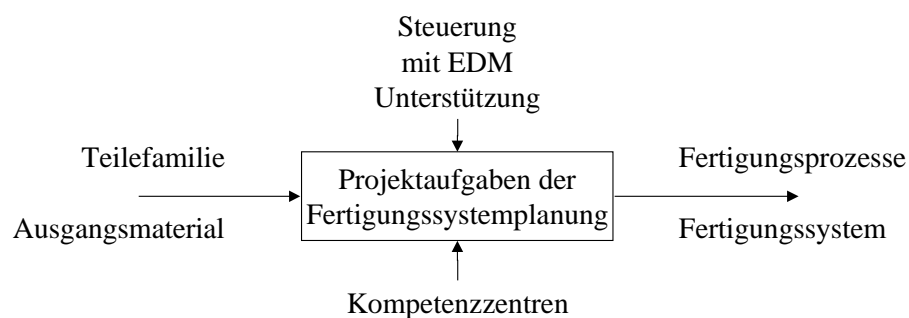 Steuerung
mit EDM
Unterstützung
Teilefamilie
Ausgangsmaterial
Projektaufgaben der
Fertigungssystemplanung
Fertigungsprozesse
Fertigungssystem
Kompetenzzentren